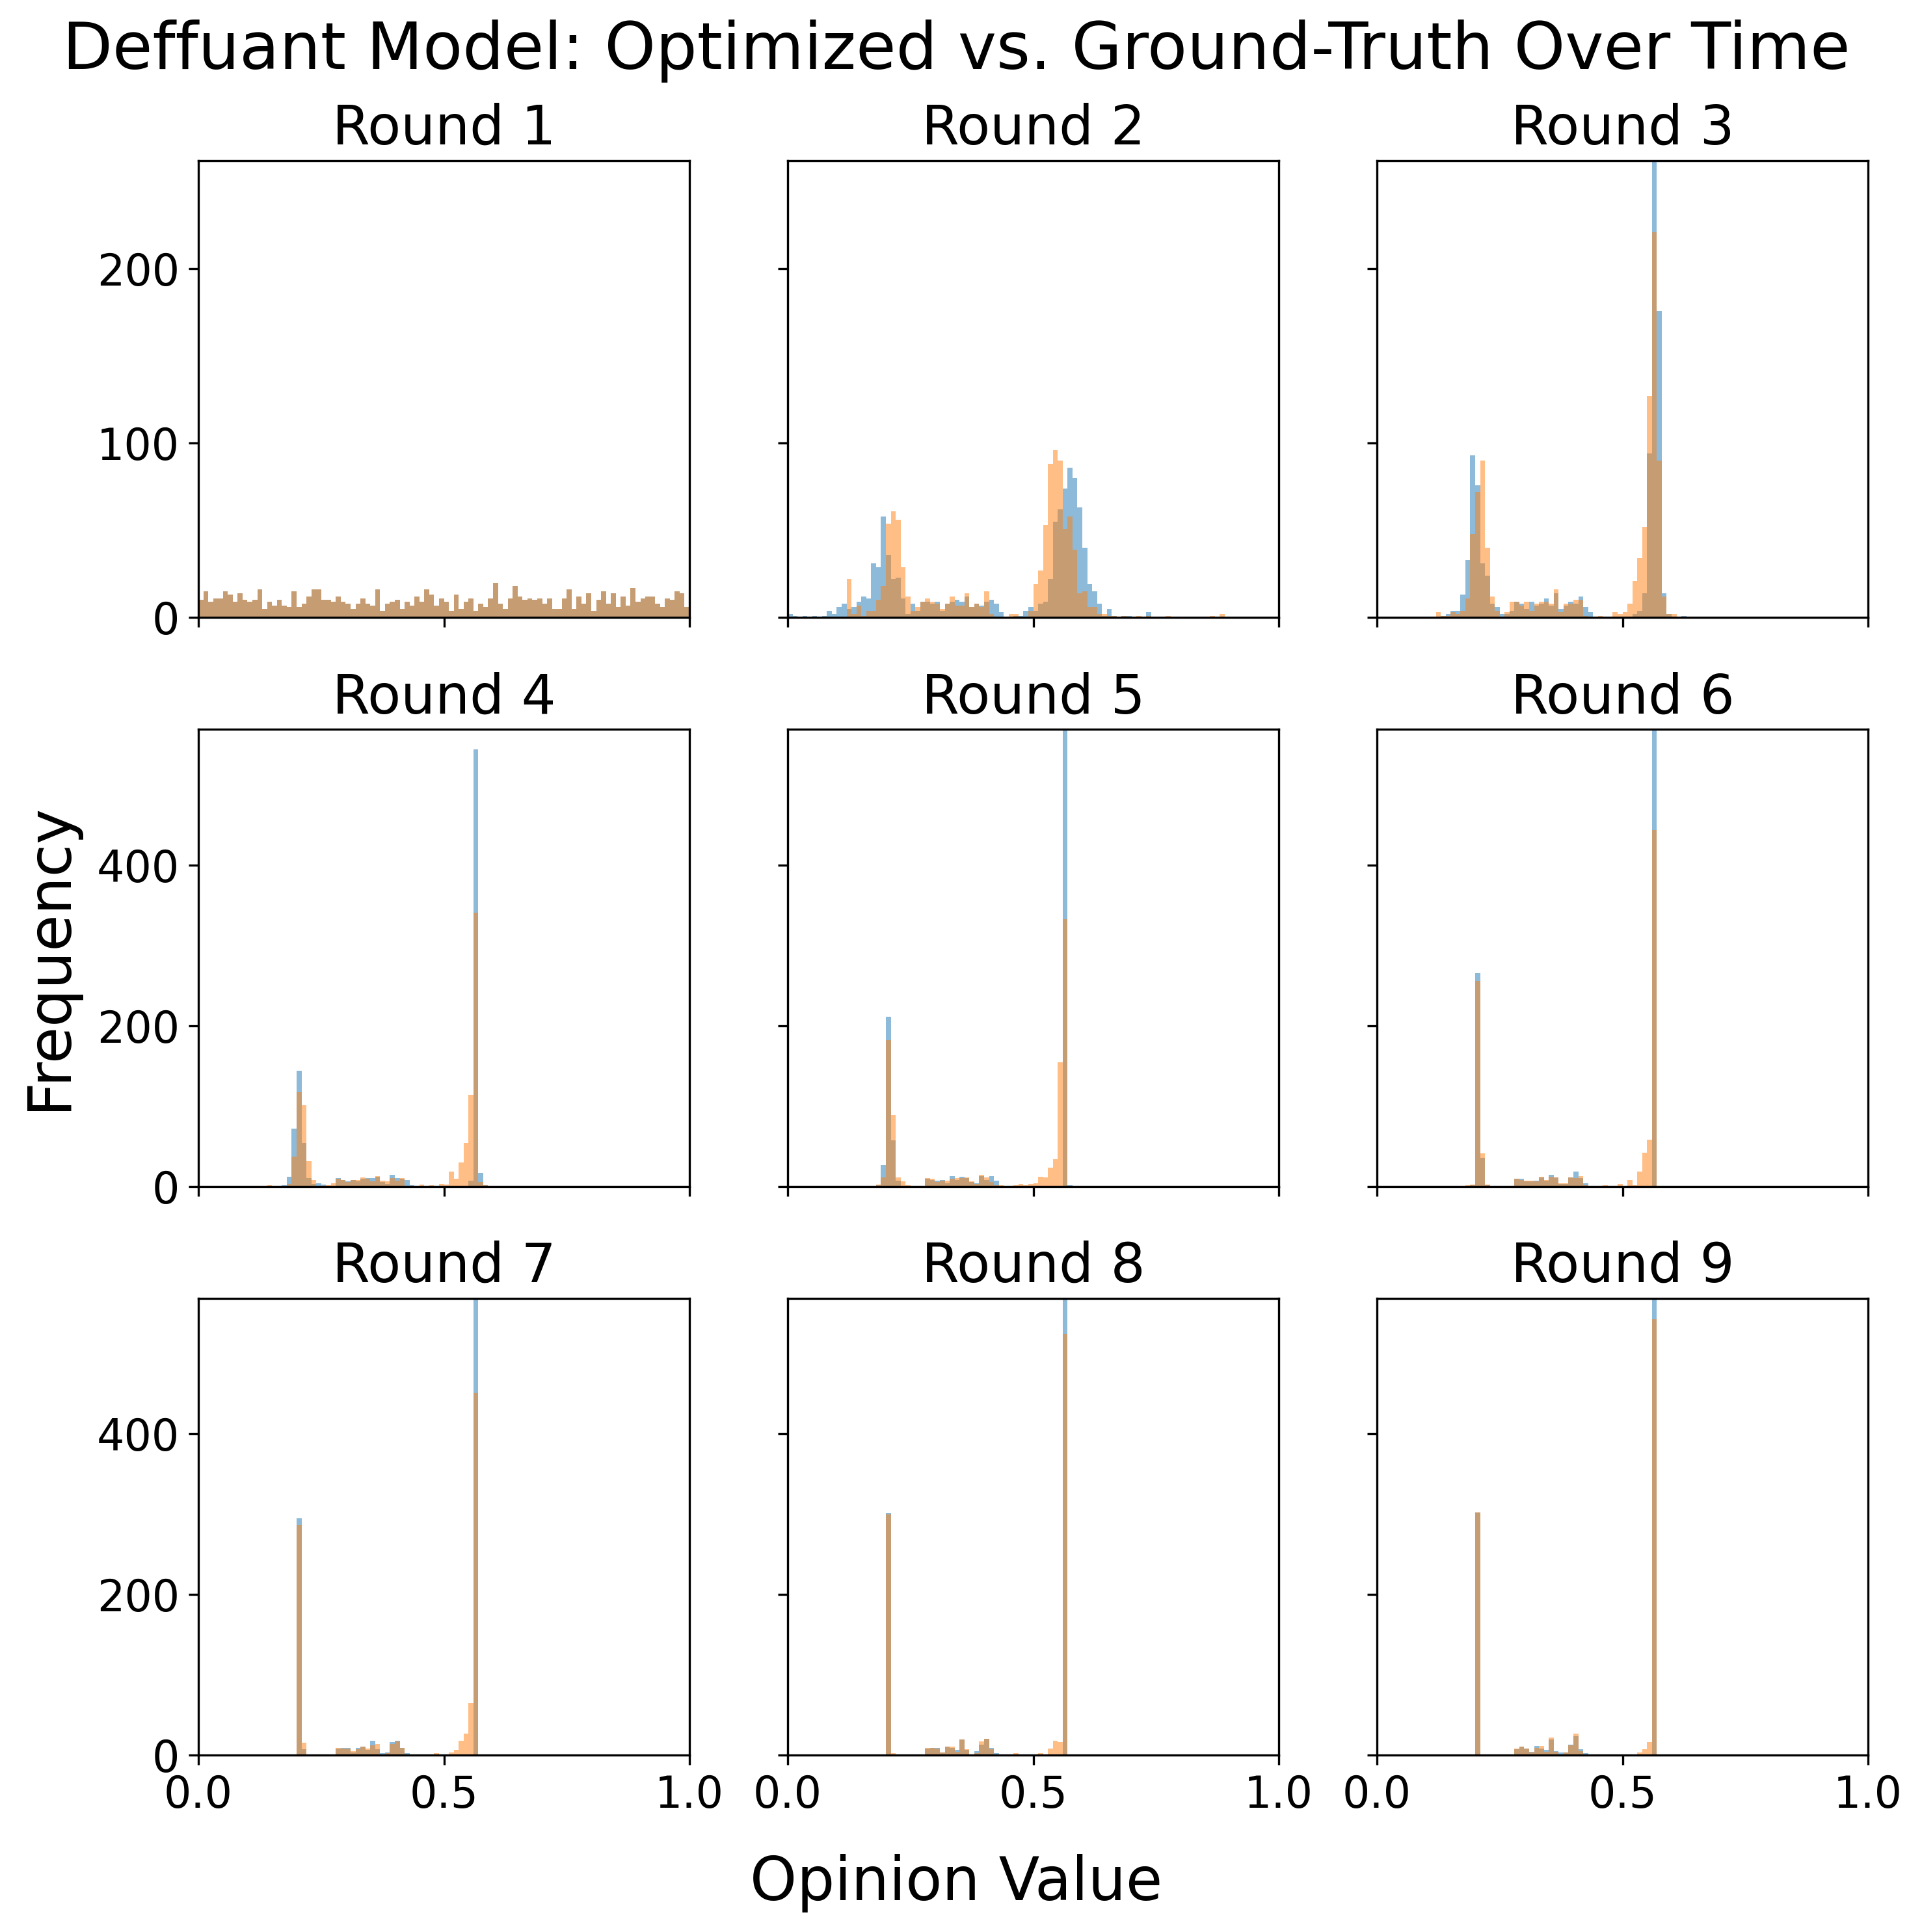 Deffuant Model: Optimized vs. Ground-Truth Over Time
Round 1
Round 2
Round 3
200
100
0
Round 4
Round 5
Round 6
Frequency
400
200
0
Round 7
Round 8
Round 9
400
200
0
0.0 0.5 1.0 0.0 0.5 1.0 0.0 0.5 1.0
Opinion Value